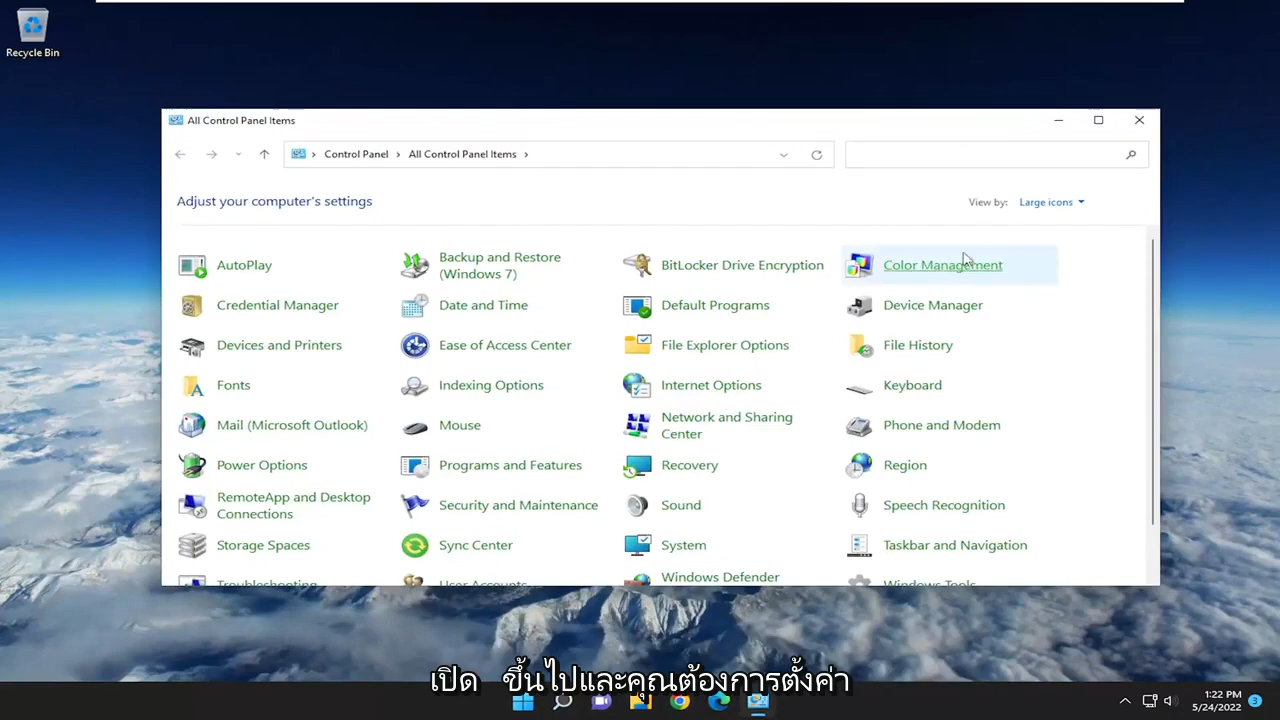 Recycle Bin
All Control Panel Items
Control Panel
All Control Panel Items
Adjust your computer's settings
View by: Large icons
AutoPlay
Backup and Restore
(Windows 7)
BitLocker Drive Encryption
Color Management
Credential Manager
Date and Time
Default Programs
Device Manager
Devices and Printers
Ease of Access Center
File Explorer Options
File History
Fonts
Indexing Options
Internet Options
Keyboard
Mail (Microsoft Outlook)
Mouse
Network and Sharing
Center
Phone and Modem
Power Options
Programs and Features
Recovery
Region
RemoteApp and Desktop
Connections
Security and Maintenance
Sound
Speech Recognition
Storage Spaces
Sync Center
System
Taskbar and Navigation
Troubleshooting
User Accounts
Windows Defender
Windows Tools
เปิด ขึ้นไปและคุณต้องการตั้งค่า
1:22 PM
5/24/2022
3